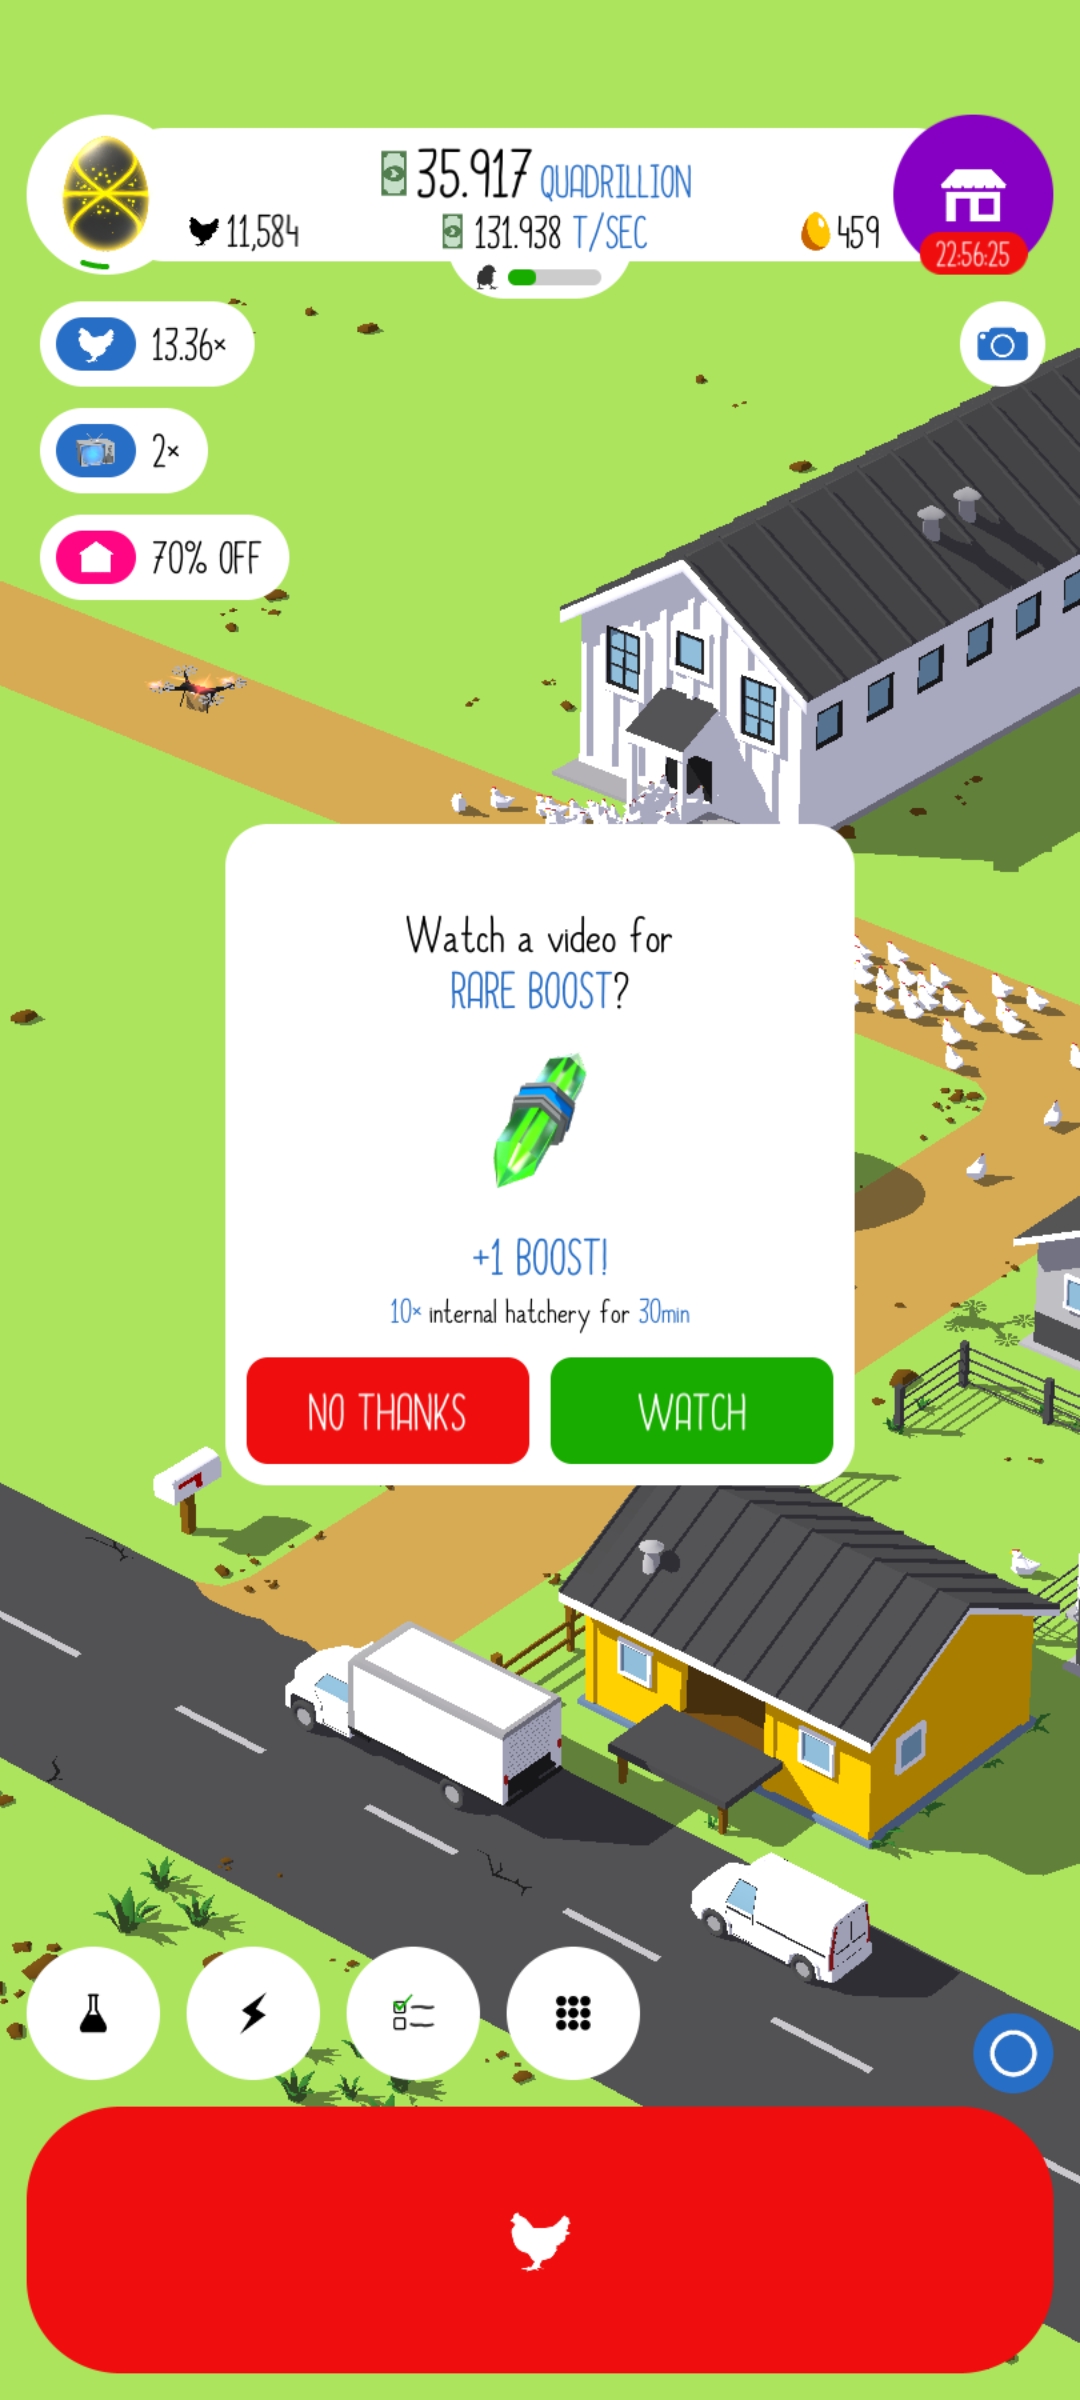 35.917 QUADRILLION
11,584
131.938 T/SEC
459
22:56:25
13.36×
2×
70% OFF
Watch a video for
RARE BOOST?
+1 BOOST!
10× internal hatchery for 30min
NO THANKS
WATCH